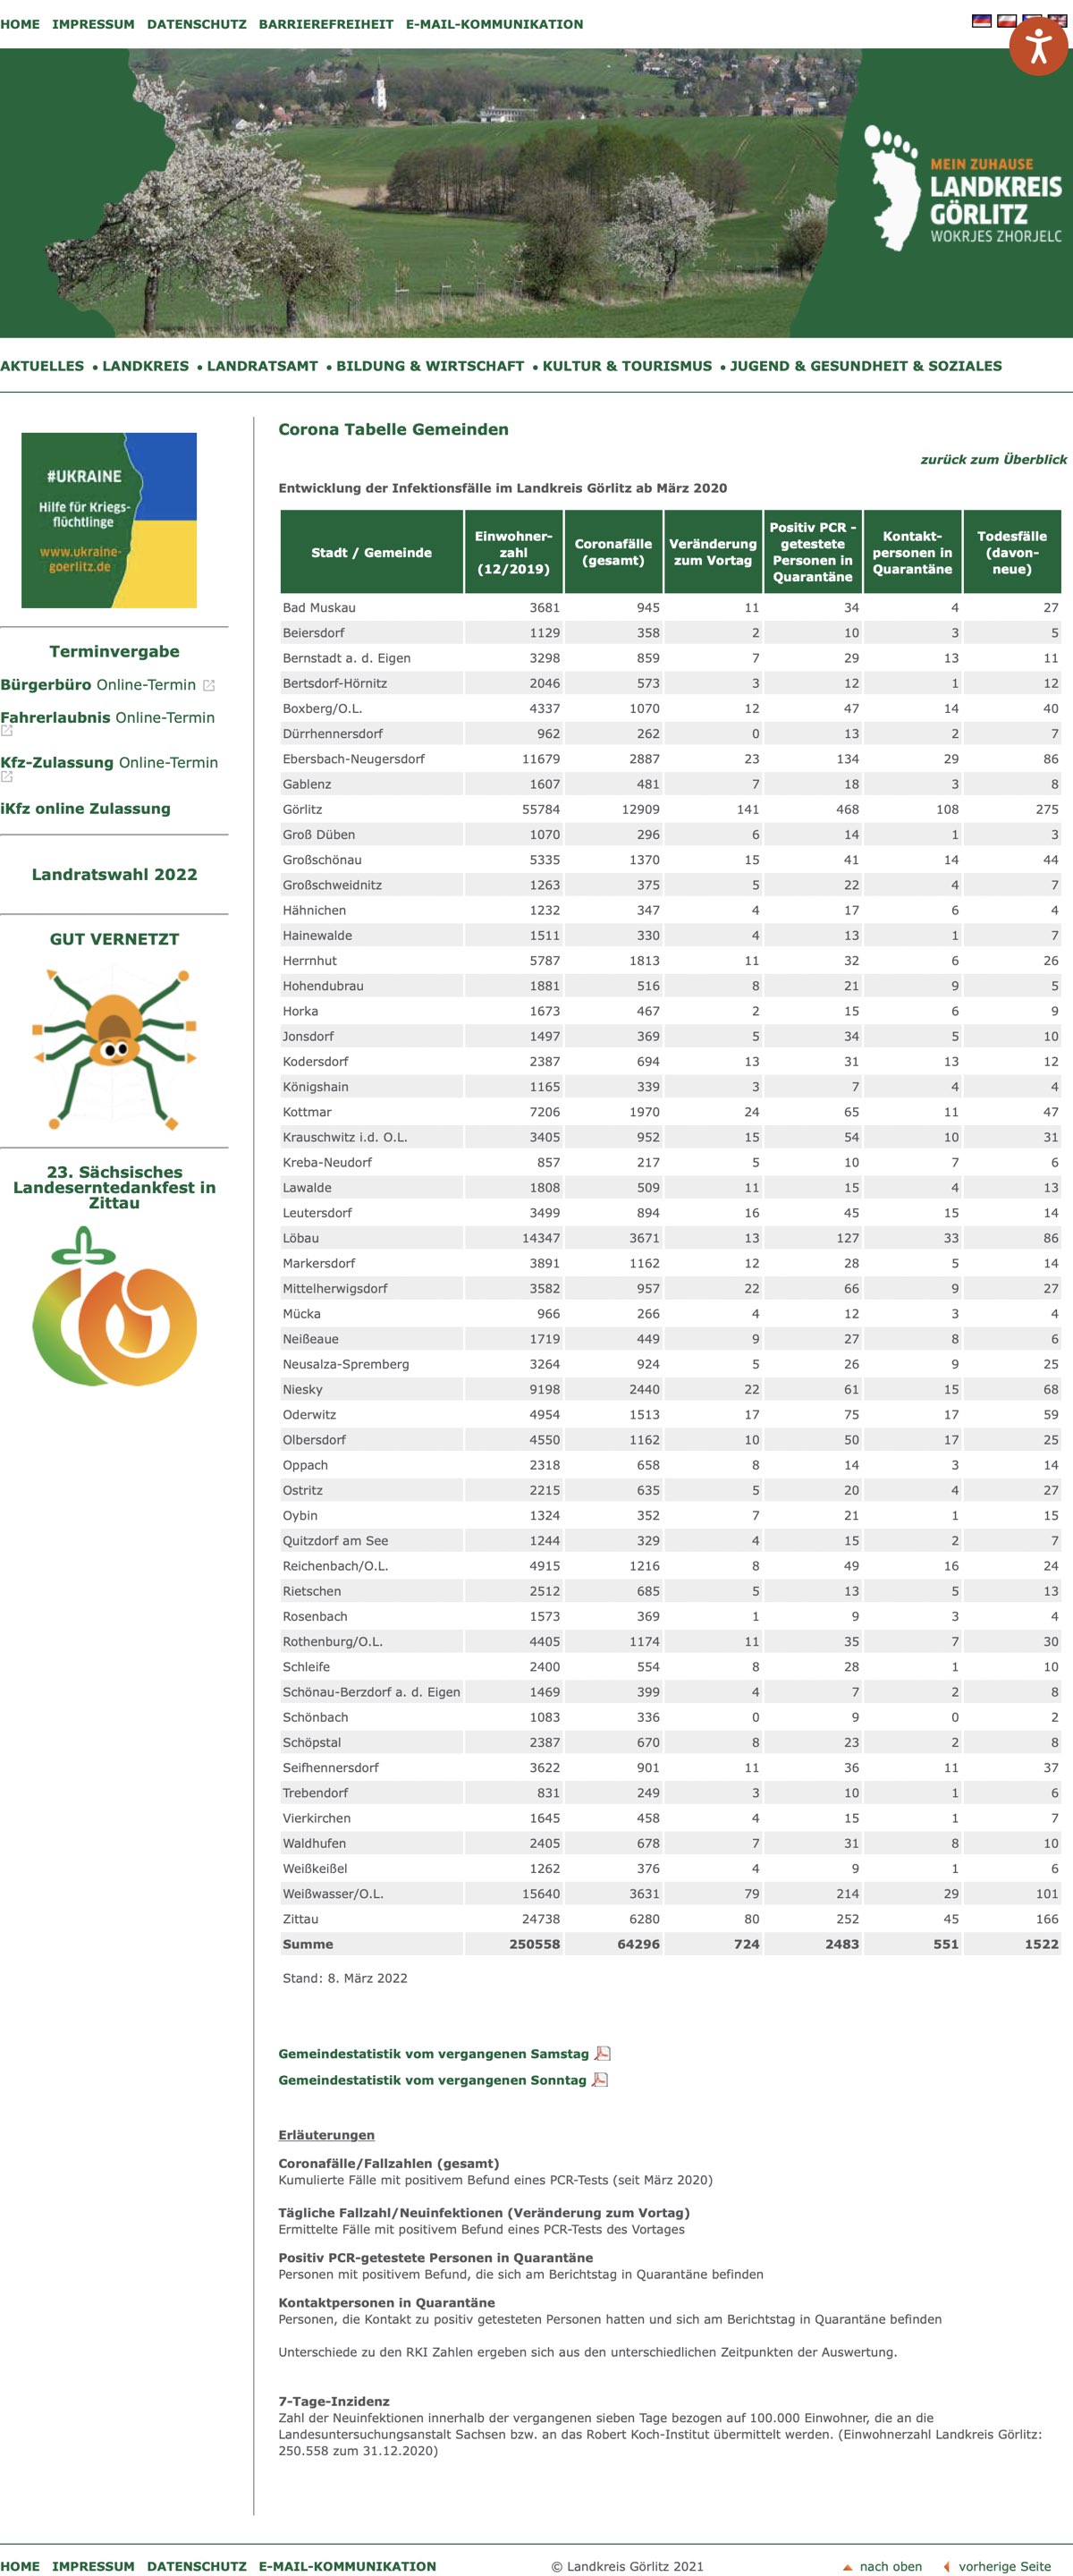 HOME IMPRESSUM DATENSCHUTZ BARRIEREFREIHEIT E-MAIL-KOMMUNIKATION
MEIN ZUHAUSE
LANDKREIS
GÖRLITZ
WOKRJES ZHORJELC
AKTUELLES • LANDKREIS • LANDRATSAMT • BILDUNG & WIRTSCHAFT • KULTUR & TOURISMUS • JUGEND & GESUNDHEIT & SOZIALES
#UKRAINE
Hilfe für Kriegs-
flüchtlinge
www.ukraine-
goerlitz.de
Terminvergabe
Bürgerbüro Online-Termin
Fahrerlaubnis Online-Termin
Kfz-Zulassung Online-Termin
iKfz online Zulassung
Landratswahl 2022
GUT VERNETZT
23. Sächsisches
Landeserntedankfest in
Zittau
Corona Tabelle Gemeinden
zurück zum Überblick
Entwicklung der Infektionsfälle im Landkreis Görlitz ab März 2020
Stadt / Gemeinde Einwohner-zahl (12/2019) Coronafälle (gesamt) Veränderung zum Vortag Positiv PCR - getestete Personen in Quarantäne Kontakt-personen in Quarantäne Todesfälle (davon-neue)
Bad Muskau 3681 945 11 34 4 27
Beiersdorf 1129 358 2 10 3 5
Bernstadt a. d. Eigen 3298 859 7 29 13 11
Bertsdorf-Hörnitz 2046 573 3 12 1 12
Boxberg/O.L. 4337 1070 12 47 14 40
Dürrhennersdorf 962 262 0 13 2 7
Ebersbach-Neugersdorf 11679 2887 23 134 29 86
Gablenz 1607 481 7 18 3 8
Görlitz 55784 12909 141 468 108 275
Groß Düben 1070 296 6 14 1 3
Großschönau 5335 1370 15 41 14 44
Großschweidnitz 1263 375 5 22 4 7
Hähnichen 1232 347 4 17 6 4
Hainewalde 1511 330 4 13 1 7
Herrnhut 5787 1813 11 32 6 26
Hohendubrau 1881 516 8 21 9 5
Horka 1673 467 2 15 6 9
Jonsdorf 1497 369 5 34 5 10
Kodersdorf 2387 694 13 31 13 12
Königshain 1165 339 3 7 4 4
Kottmar 7206 1970 24 65 11 47
Krauschwitz i.d. O.L. 3405 952 15 54 10 31
Kreba-Neudorf 857 217 5 10 7 6
Lawalde 1808 509 11 15 4 13
Leutersdorf 3499 894 16 45 15 14
Löbau 14347 3671 13 127 33 86
Markersdorf 3891 1162 12 28 5 14
Mittelherwigsdorf 3582 957 22 66 9 27
Mücka 966 266 4 12 3 4
Neißeaue 1719 449 9 27 8 6
Neusalza-Spremberg 3264 924 5 26 9 25
Niesky 9198 2440 22 61 15 68
Oderwitz 4954 1513 17 75 17 59
Olbersdorf 4550 1162 10 50 17 25
Oppach 2318 658 8 14 3 14
Ostritz 2215 635 5 20 4 27
Oybin 1324 352 7 21 1 15
Quitzdorf am See 1244 329 4 15 2 7
Reichenbach/O.L. 4915 1216 8 49 16 24
Rietschen 2512 685 5 13 5 13
Rosenbach 1573 369 1 9 3 4
Rothenburg/O.L. 4405 1174 11 35 7 30
Schleife 2400 554 8 28 1 10
Schönau-Berzdorf a. d. Eigen 1469 399 4 7 2 8
Schönbach 1083 336 0 9 0 2
Schöpstal 2387 670 8 23 2 8
Seifhennersdorf 3622 901 11 36 11 37
Trebendorf 831 249 3 10 1 6
Vierkirchen 1645 458 4 15 1 7
Waldhufen 2405 678 7 31 8 10
Weißkeißel 1262 376 4 9 1 6
Weißwasser/O.L. 15640 3631 79 214 29 101
Zittau 24738 6280 80 252 45 166
Summe 250558 64296 724 2483 551 1522
Stand: 8. März 2022
Gemeindestatistik vom vergangenen Samstag
Gemeindestatistik vom vergangenen Sonntag
Erläuterungen
Coronafälle/Fallzahlen (gesamt)
Kumulierte Fälle mit positivem Befund eines PCR-Tests (seit März 2020)
Tägliche Fallzahl/Neuinfektionen (Veränderung zum Vortag)
Ermittelte Fälle mit positivem Befund eines PCR-Tests des Vortages
Positiv PCR-getestete Personen in Quarantäne
Personen mit positivem Befund, die sich am Berichtstag in Quarantäne befinden
Kontaktpersonen in Quarantäne
Personen, die Kontakt zu positiv getesteten Personen hatten und sich am Berichtstag in Quarantäne befinden
Unterschiede zu den RKI Zahlen ergeben sich aus den unterschiedlichen Zeitpunkten der Auswertung.
7-Tage-Inzidenz
Zahl der Neuinfektionen innerhalb der vergangenen sieben Tage bezogen auf 100.000 Einwohner, die an die
Landesuntersuchungsanstalt Sachsen bzw. an das Robert Koch-Institut übermittelt werden. (Einwohnerzahl Landkreis Görlitz:
250.558 zum 31.12.2020)
HOME IMPRESSUM DATENSCHUTZ E-MAIL-KOMMUNIKATION © Landkreis Görlitz 2021 nach oben vorherige Seite